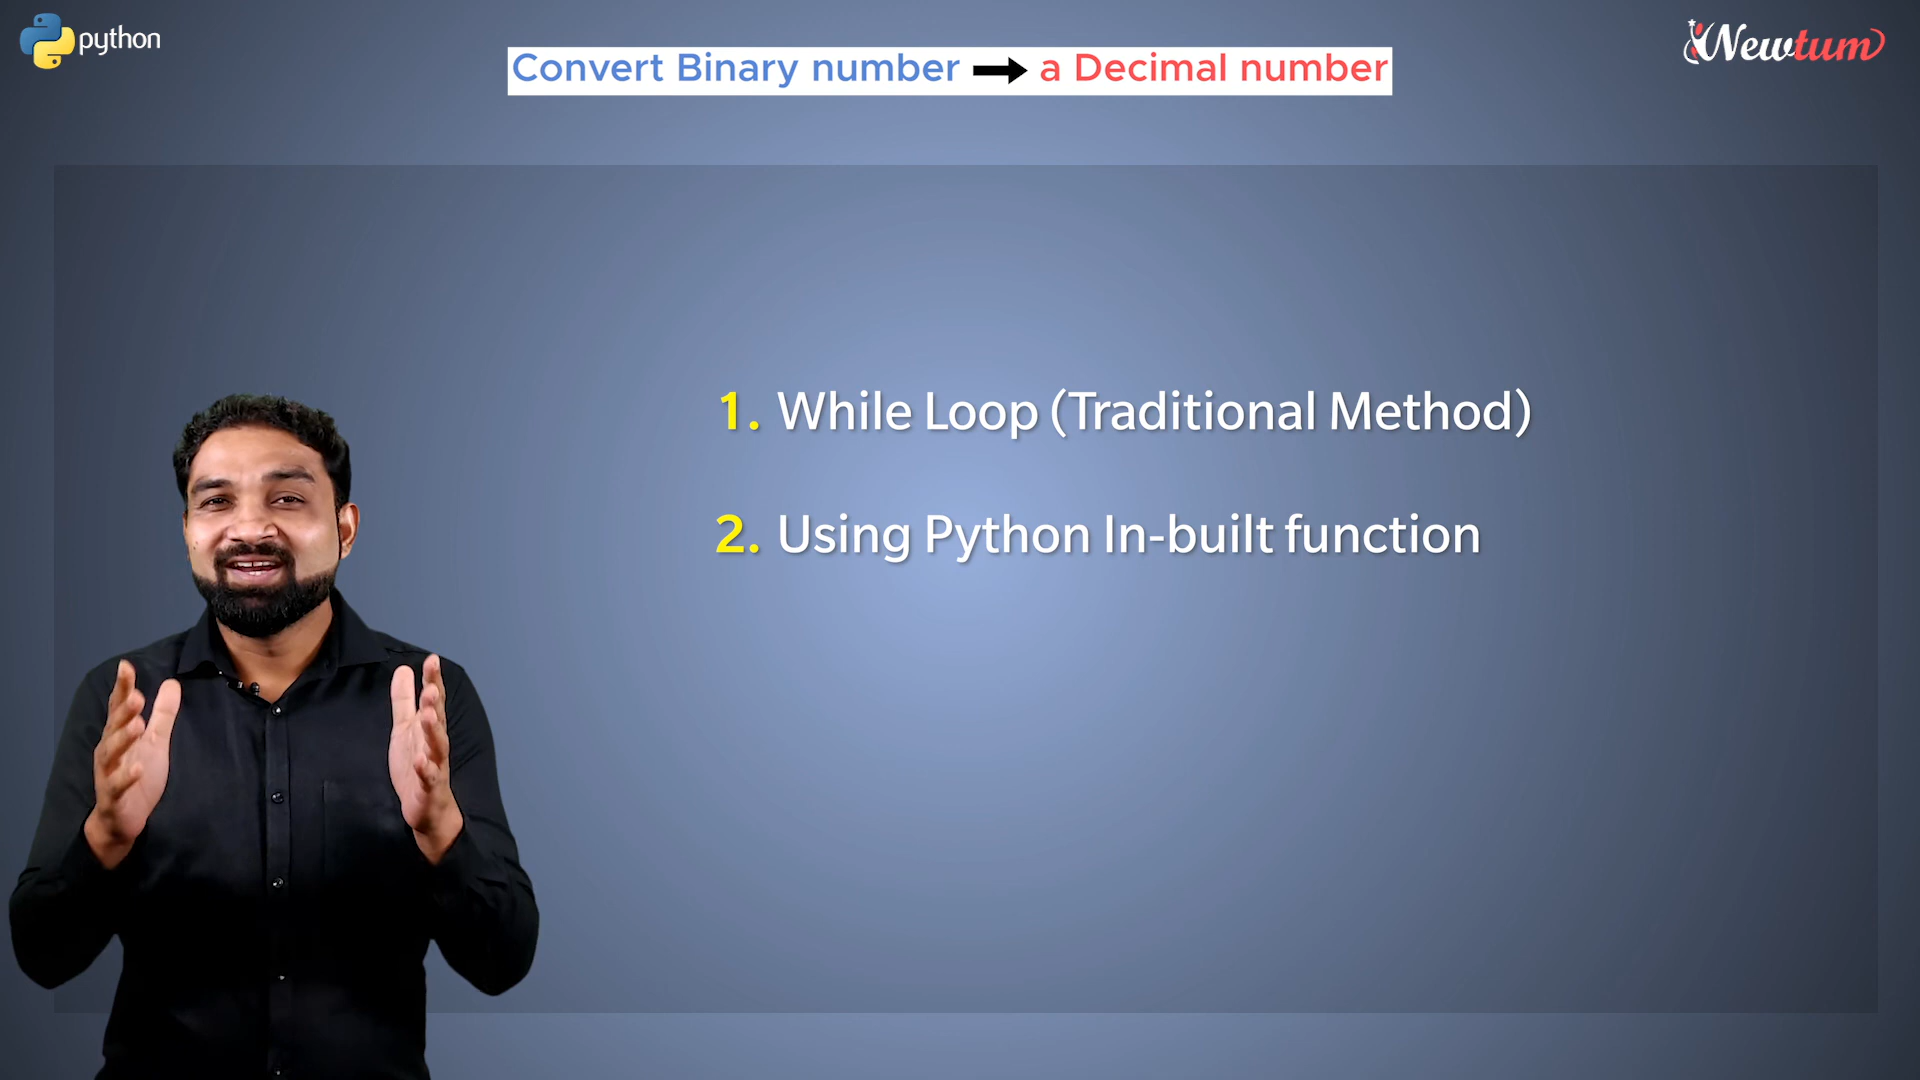 python
Convert Binary number a Decimal number
Newtum
1. While Loop (Traditional Method)
2. Using Python In-built function